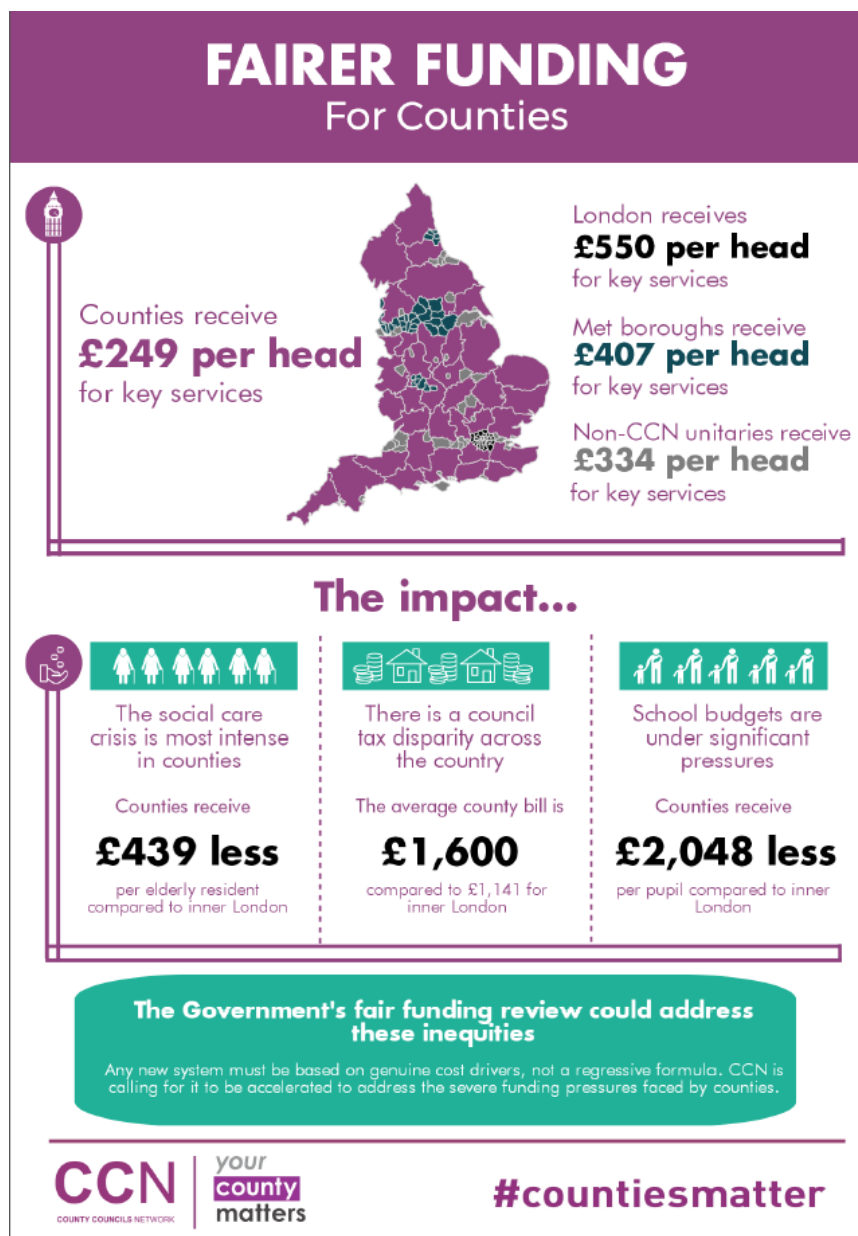 FAIRER FUNDING
For Counties
Counties receive
£249 per head
for key services
London receives
£550 per head
for key services
Met boroughs receive
£407 per head
for key services
Non-CCN unitaries receive
£334 per head
for key services
The impact...
The social care
crisis is most intense
in counties
Counties receive
£439 less
per elderly resident
compared to inner London
There is a council
tax disparity across
the country
The average county bill is
£1,600
compared to £1,141 for
inner London
School budgets are
under significant
pressures
Counties receive
£2,048 less
per pupil compared to inner
London
The Government's fair funding review could address
these inequities
Any new system must be based on genuine cost drivers, not a regressive formula. CCN is
calling for it to be accelerated to address the severe funding pressures faced by counties.
CCN
COUNTY COUNCILS NETWORK
your
county
matters
#countiesmatter